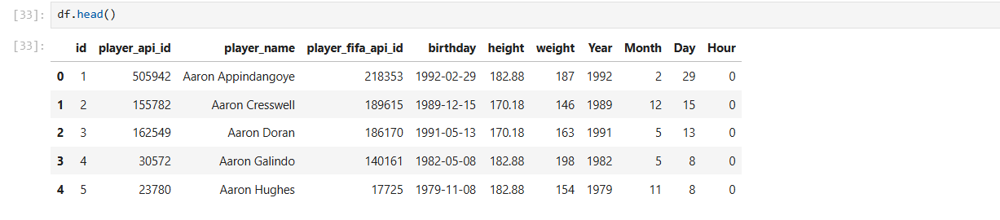 [33]: df.head()
[33]: id player_api_id player_name player_fifa_api_id birthday height weight Year Month Day Hour
0 1 505942 Aaron Appindangoye 218353 1992-02-29 182.88 187 1992 2 29 0
1 2 155782 Aaron Cresswell 189615 1989-12-15 170.18 146 1989 12 15 0
2 3 162549 Aaron Doran 186170 1991-05-13 170.18 163 1991 5 13 0
3 4 30572 Aaron Galindo 140161 1982-05-08 182.88 198 1982 5 8 0
4 5 23780 Aaron Hughes 17725 1979-11-08 182.88 154 1979 11 8 0